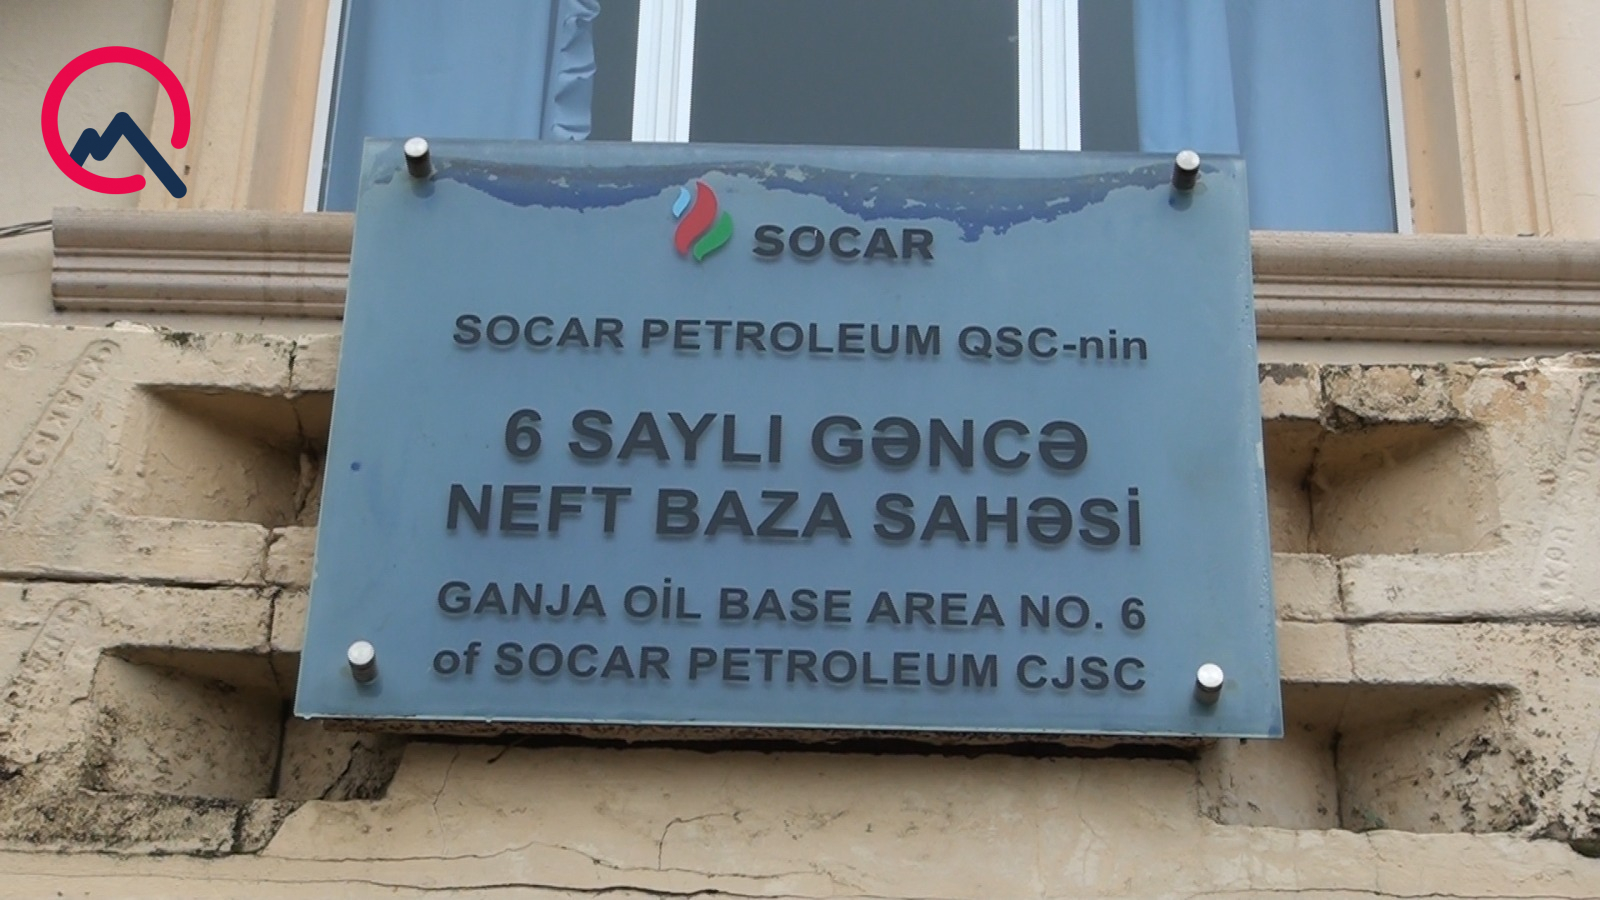 SOCAR
SOCAR PETROLEUM QSC-nin
6 SAYLI GƏNCƏ
NEFT BAZA SAHƏSİ
GANJA OİL BASE AREA NO. 6
of SOCAR PETROLEUM CJSC